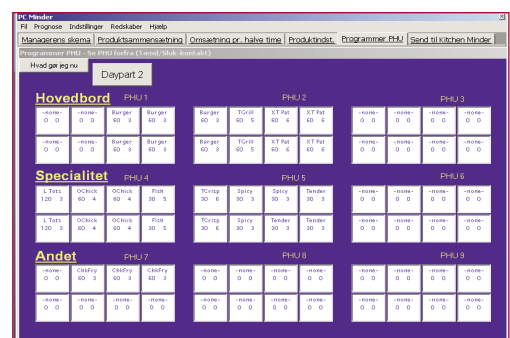 PC Minder
Fil Prognose Indstillinger Redskaber Hjælp
Managerens skema Produktsammensætning Omsætning pr. halve time Produktindst. Programmer PHU Send til Kitchen Minder
Programmer PHU - Se PHU forfra (Tænd/Sluk-kontakt)
Hvad gør jeg nu
Daypart 2
Hovedbord PHU 1 PHU 2 PHU 3
-none- -none- Burger Burger Burger TGrill XT Pat XT Pat -none- -none- -none- -none-
0 0 0 0 60 3 60 3 60 3 60 5 60 6 60 6 0 0 0 0 0 0 0 0
-none- -none- Burger Burger Burger TGrill XT Pat XT Pat -none- -none- -none- -none-
0 0 0 0 60 3 60 3 60 3 60 5 60 6 60 6 0 0 0 0 0 0 0 0
Specialitet PHU 4 PHU 5 PHU 6
L Tots OChick OChick Fish TCrisp Spicy Spicy Tender -none- -none- -none- -none-
120 3 60 4 60 4 30 5 30 6 30 3 30 3 30 3 0 0 0 0 0 0 0 0
L Tots OChick OChick Fish TCrisp Spicy Tender Tender -none- -none- -none- -none-
120 3 60 4 60 4 30 5 30 6 30 3 30 3 30 3 0 0 0 0 0 0 0 0
Andet PHU 7 PHU 8 PHU 9
-none- ChkFry ChkFry ChkFry -none- -none- -none- -none- -none- -none- -none- -none-
0 0 60 3 60 3 60 3 0 0 0 0 0 0 0 0 0 0 0 0 0 0 0 0
-none- -none- -none- -none- -none- -none- -none- -none- -none- -none- -none- -none-
0 0 0 0 0 0 0 0 0 0 0 0 0 0 0 0 0 0 0 0 0 0 0 0